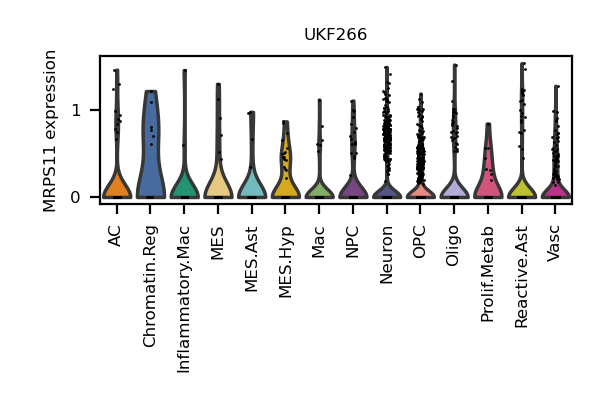 UKF266
MRPS11 expression
1
0
AC
Chromatin.Reg
Inflammatory.Mac
MES
MES.Ast
MES.Hyp
Mac
NPC
Neuron
OPC
Oligo
Prolif.Metab
Reactive.Ast
Vasc